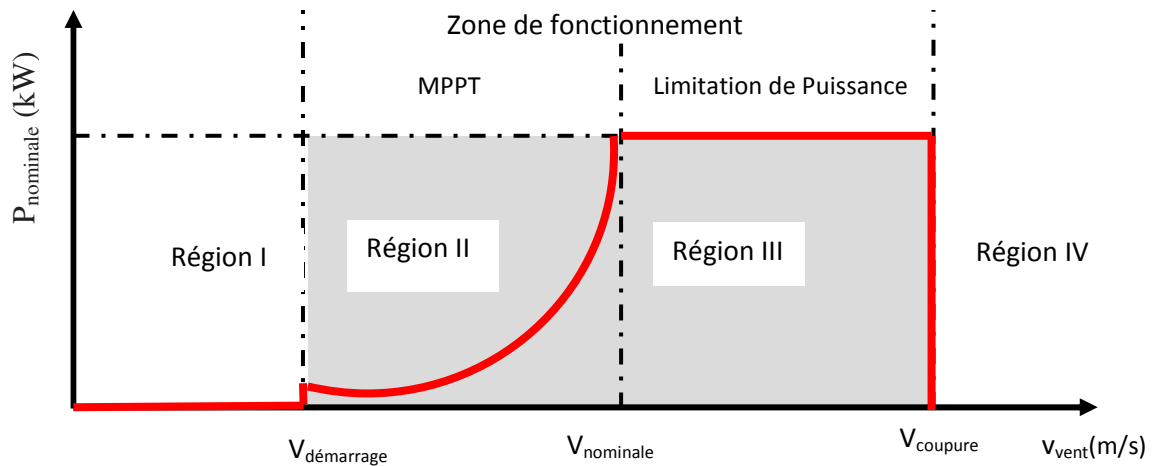 Zone de fonctionnement
MPPT
Limitation de Puissance
Pnominale (kW)
Région I
Région II
Région III
Région IV
Vdémarrage
Vnominale
Vcoupure
vvent(m/s)